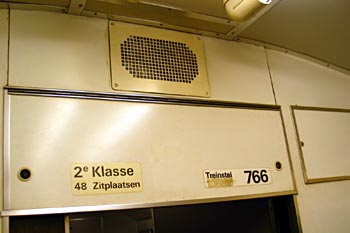 2e Klasse
48 Zitplaatsen
Treinstel 766